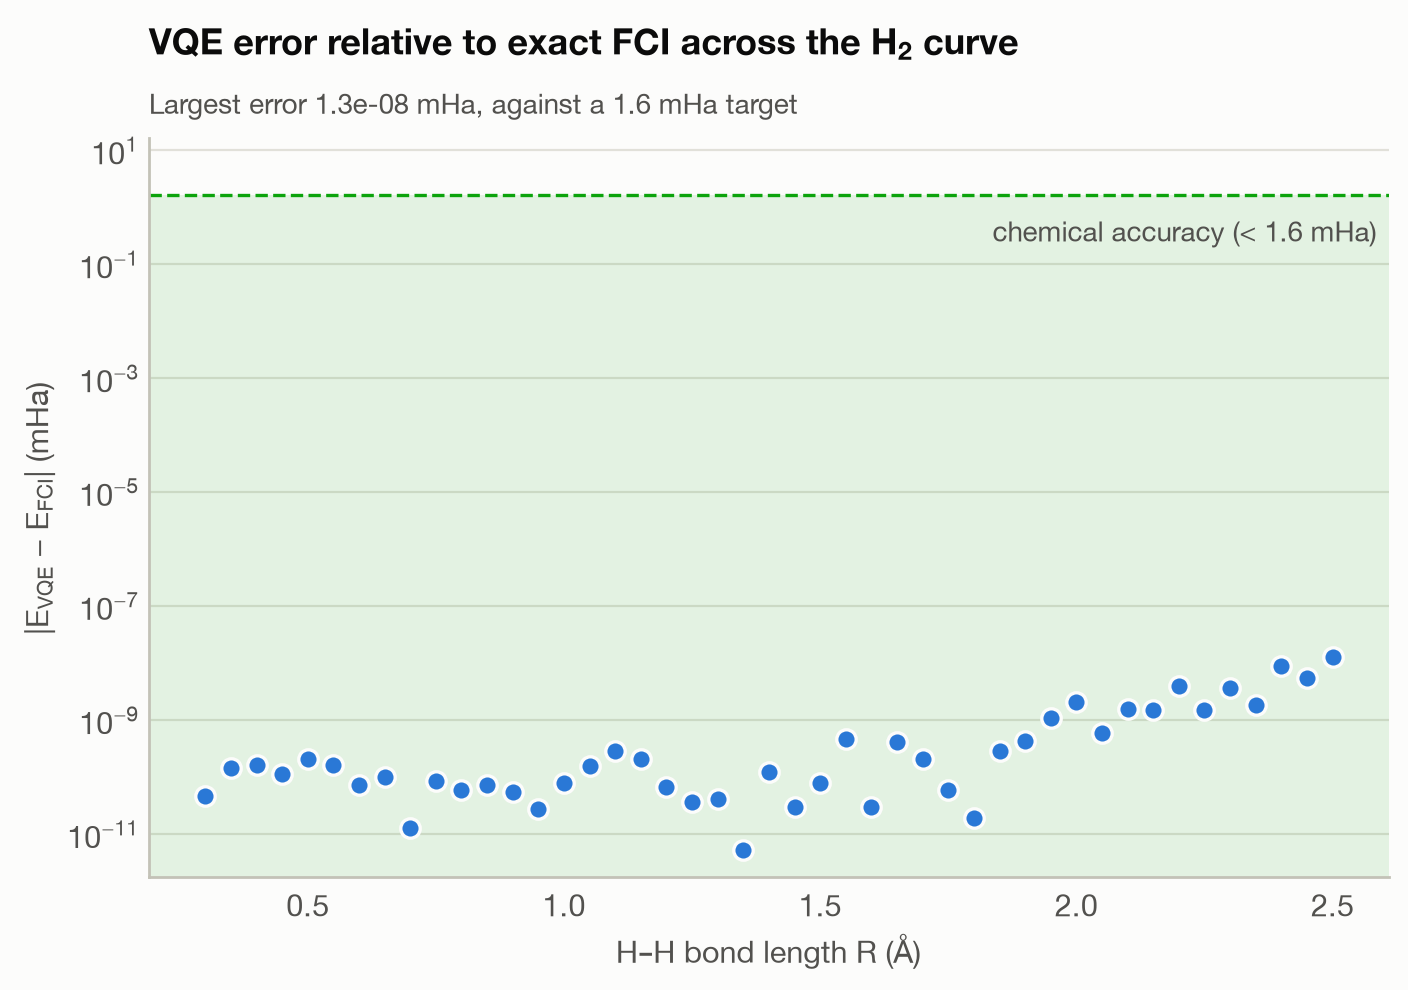 VQE error relative to exact FCI across the H₂ curve
Largest error 1.3e-08 mHa, against a 1.6 mHa target
10¹
chemical accuracy (< 1.6 mHa)
10⁻¹
10⁻³
10⁻⁵
10⁻⁷
10⁻⁹
10⁻¹¹
|E_VQE − E_FCI| (mHa)
0.5 1.0 1.5 2.0 2.5
H–H bond length R (Å)